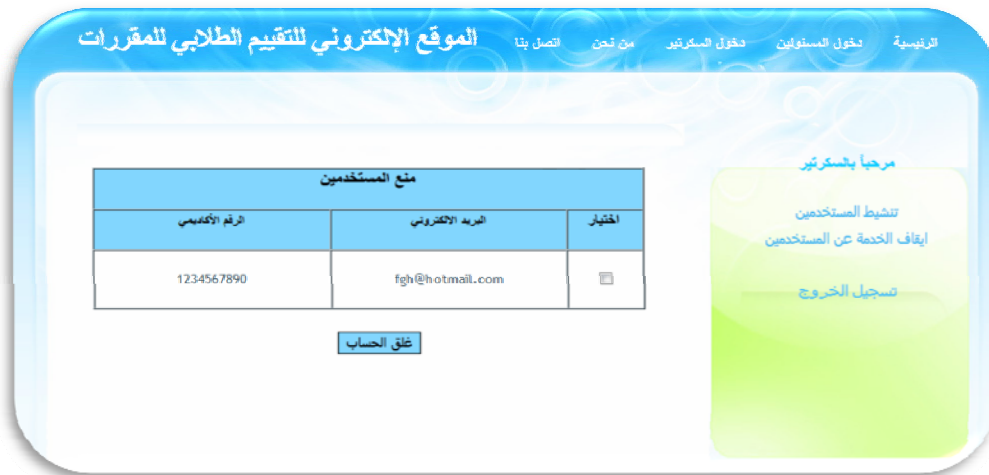 الرئيسية دخول المسئولين دخول السكرتير من نحن اتصل بنا الموقع الإلكتروني للتقييم الطلابي للمقررات
مرحباً بالسكرتير
تنشيط المستخدمين
ايقاف الخدمة عن المستخدمين
تسجيل الخروج
منع المستخدمين
اختيار البريد الالكتروني الرقم الأكاديمي
fgh@hotmail.com 1234567890
غلق الحساب